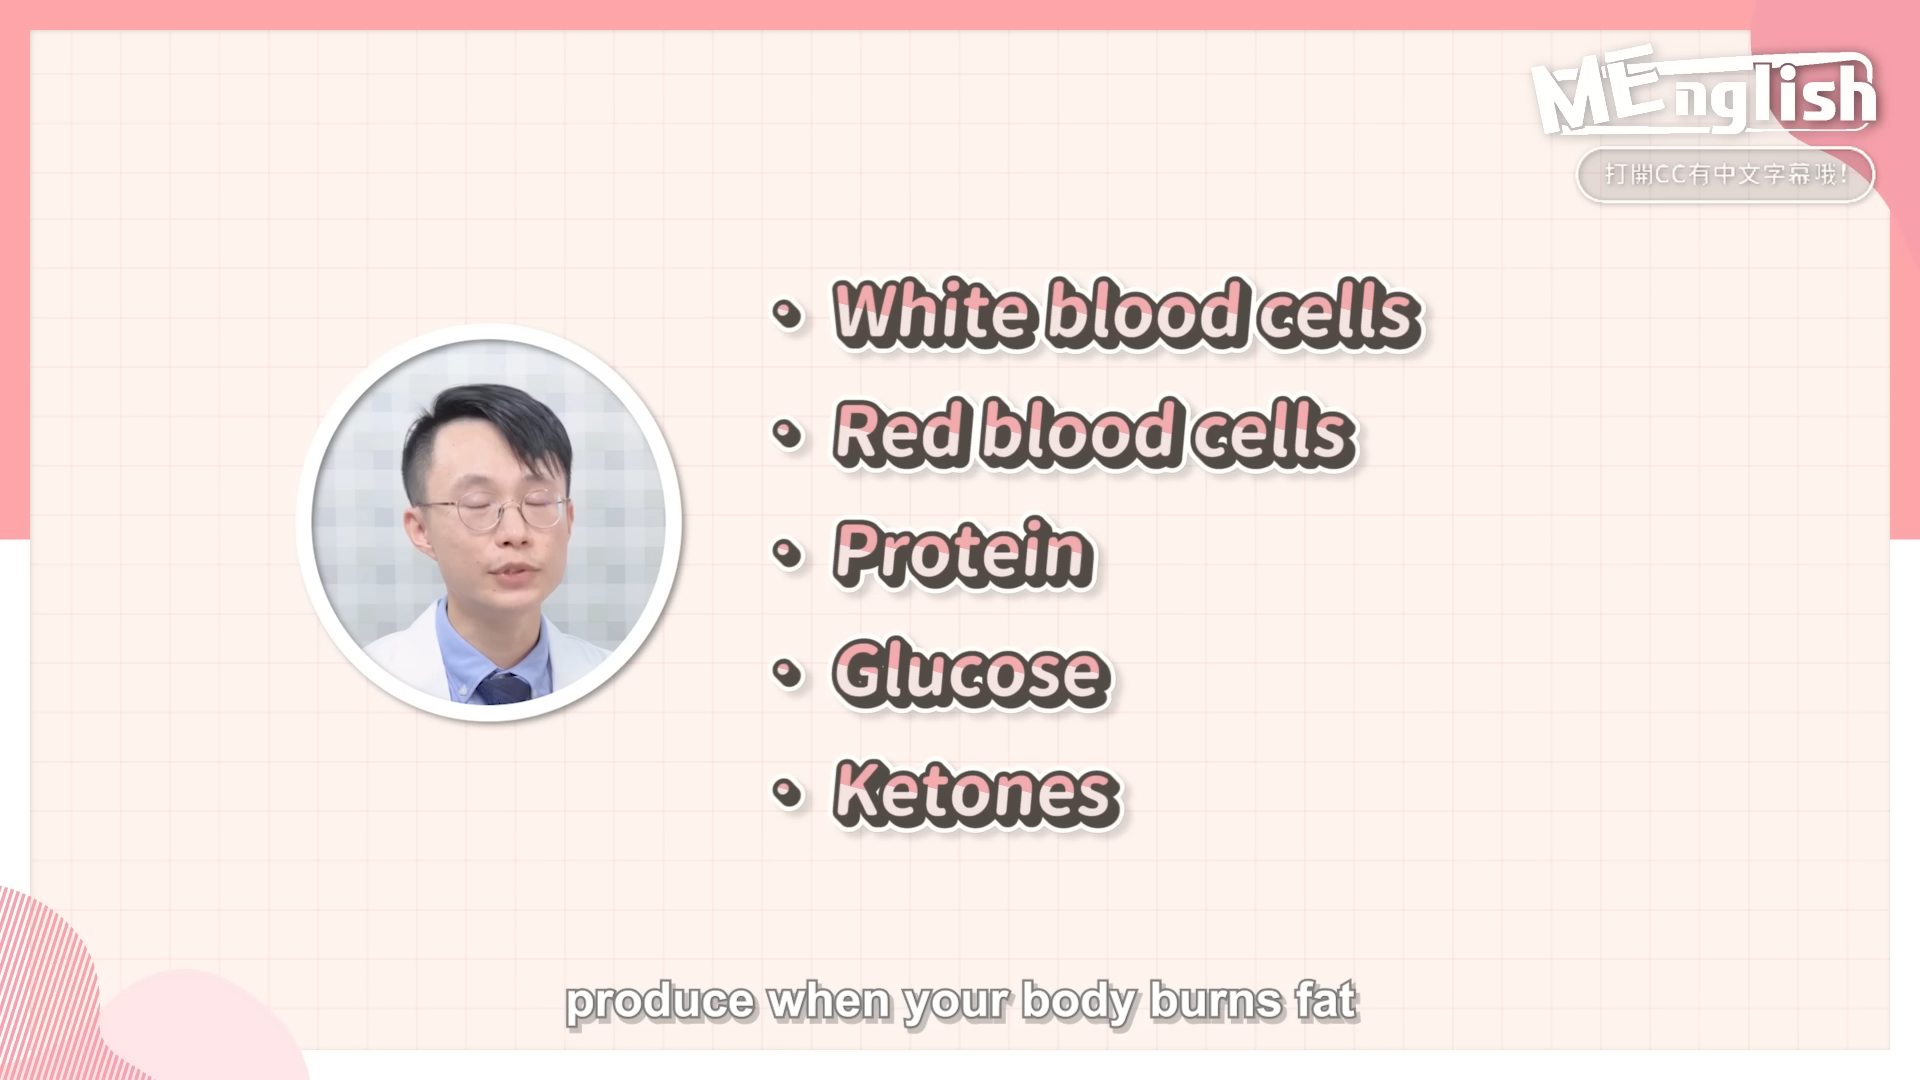 MEnglish
打開CC有中文字幕哦!
• White blood cells
• Red blood cells
• Protein
• Glucose
• Ketones
produce when your body burns fat